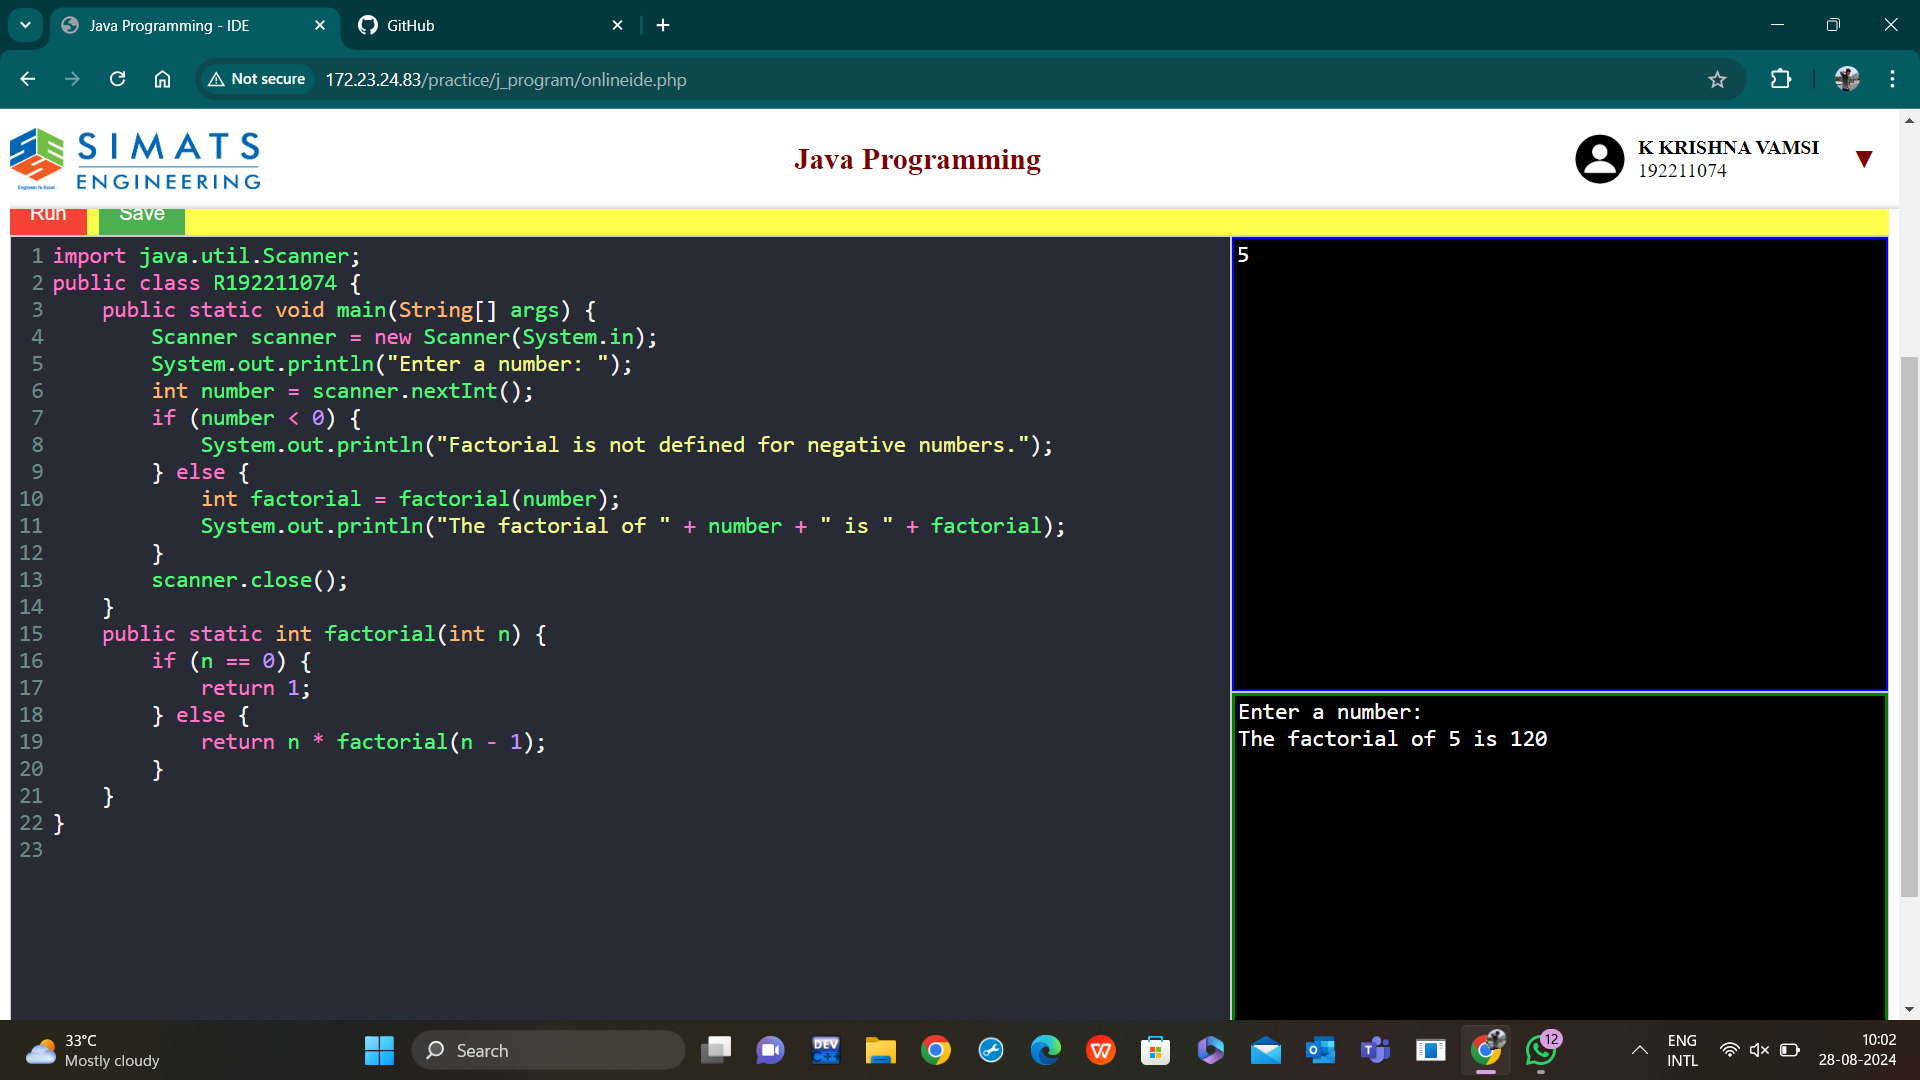 Java Programming - IDE
GitHub
Not secure
172.23.24.83/practice/j_program/onlineide.php
SIMATS
ENGINEERING
Engineer to Excel
Java Programming
K KRISHNA VAMSI
192211074
Run
Save
1 import java.util.Scanner;
2 public class R192211074 {
3     public static void main(String[] args) {
4         Scanner scanner = new Scanner(System.in);
5         System.out.println("Enter a number: ");
6         int number = scanner.nextInt();
7         if (number < 0) {
8             System.out.println("Factorial is not defined for negative numbers.");
9         } else {
10             int factorial = factorial(number);
11             System.out.println("The factorial of " + number + " is " + factorial);
12         }
13         scanner.close();
14     }
15     public static int factorial(int n) {
16         if (n == 0) {
17             return 1;
18         } else {
19             return n * factorial(n - 1);
20         }
21     }
22 }
23
5
Enter a number:
The factorial of 5 is 120
33°C
Mostly cloudy
Search
DEV
C++
12
ENG
INTL
10:02
28-08-2024